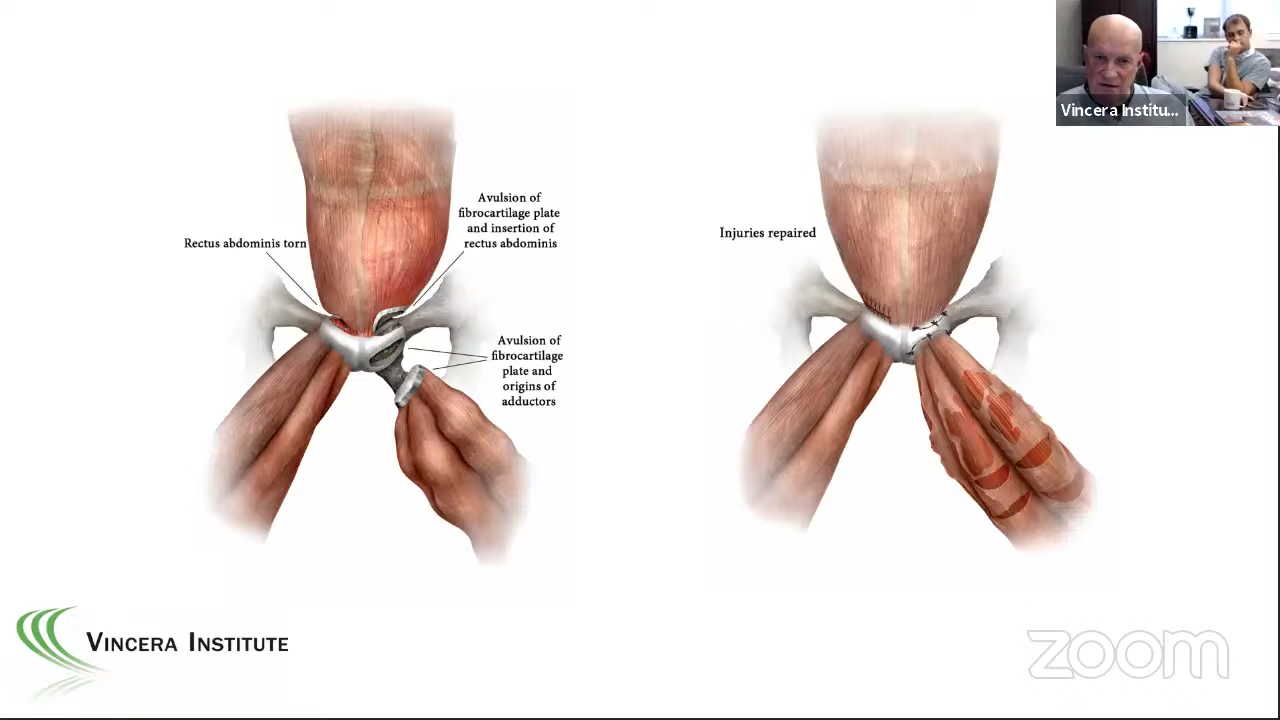 Vincera Institu...
Avulsion of
fibrocartilage plate
and insertion of
rectus abdominis
Rectus abdominis torn
Avulsion of
fibrocartilage
plate and
origins of
adductors
Injuries repaired
VINCERA INSTITUTE
zoom